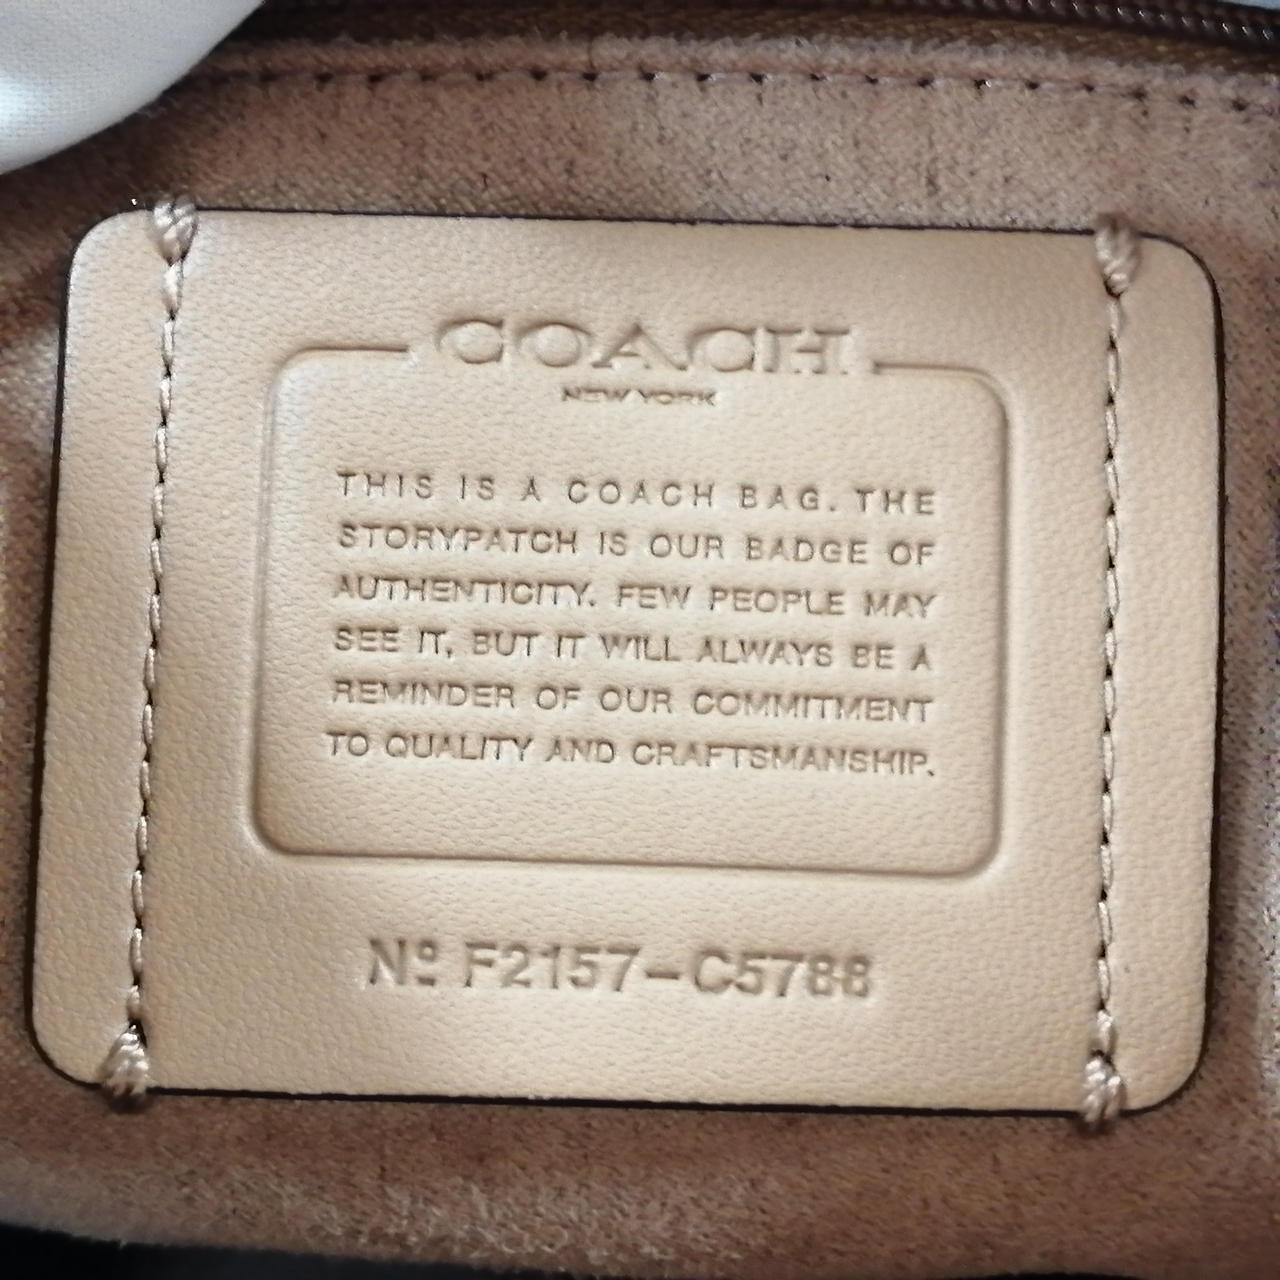 COACH
NEW YORK
THIS IS A COACH BAG. THE
STORYPATCH IS OUR BADGE OF
AUTHENTICITY. FEW PEOPLE MAY
SEE IT, BUT IT WILL ALWAYS BE A
REMINDER OF OUR COMMITMENT
TO QUALITY AND CRAFTSMANSHIP.
Nº F2157-C5788